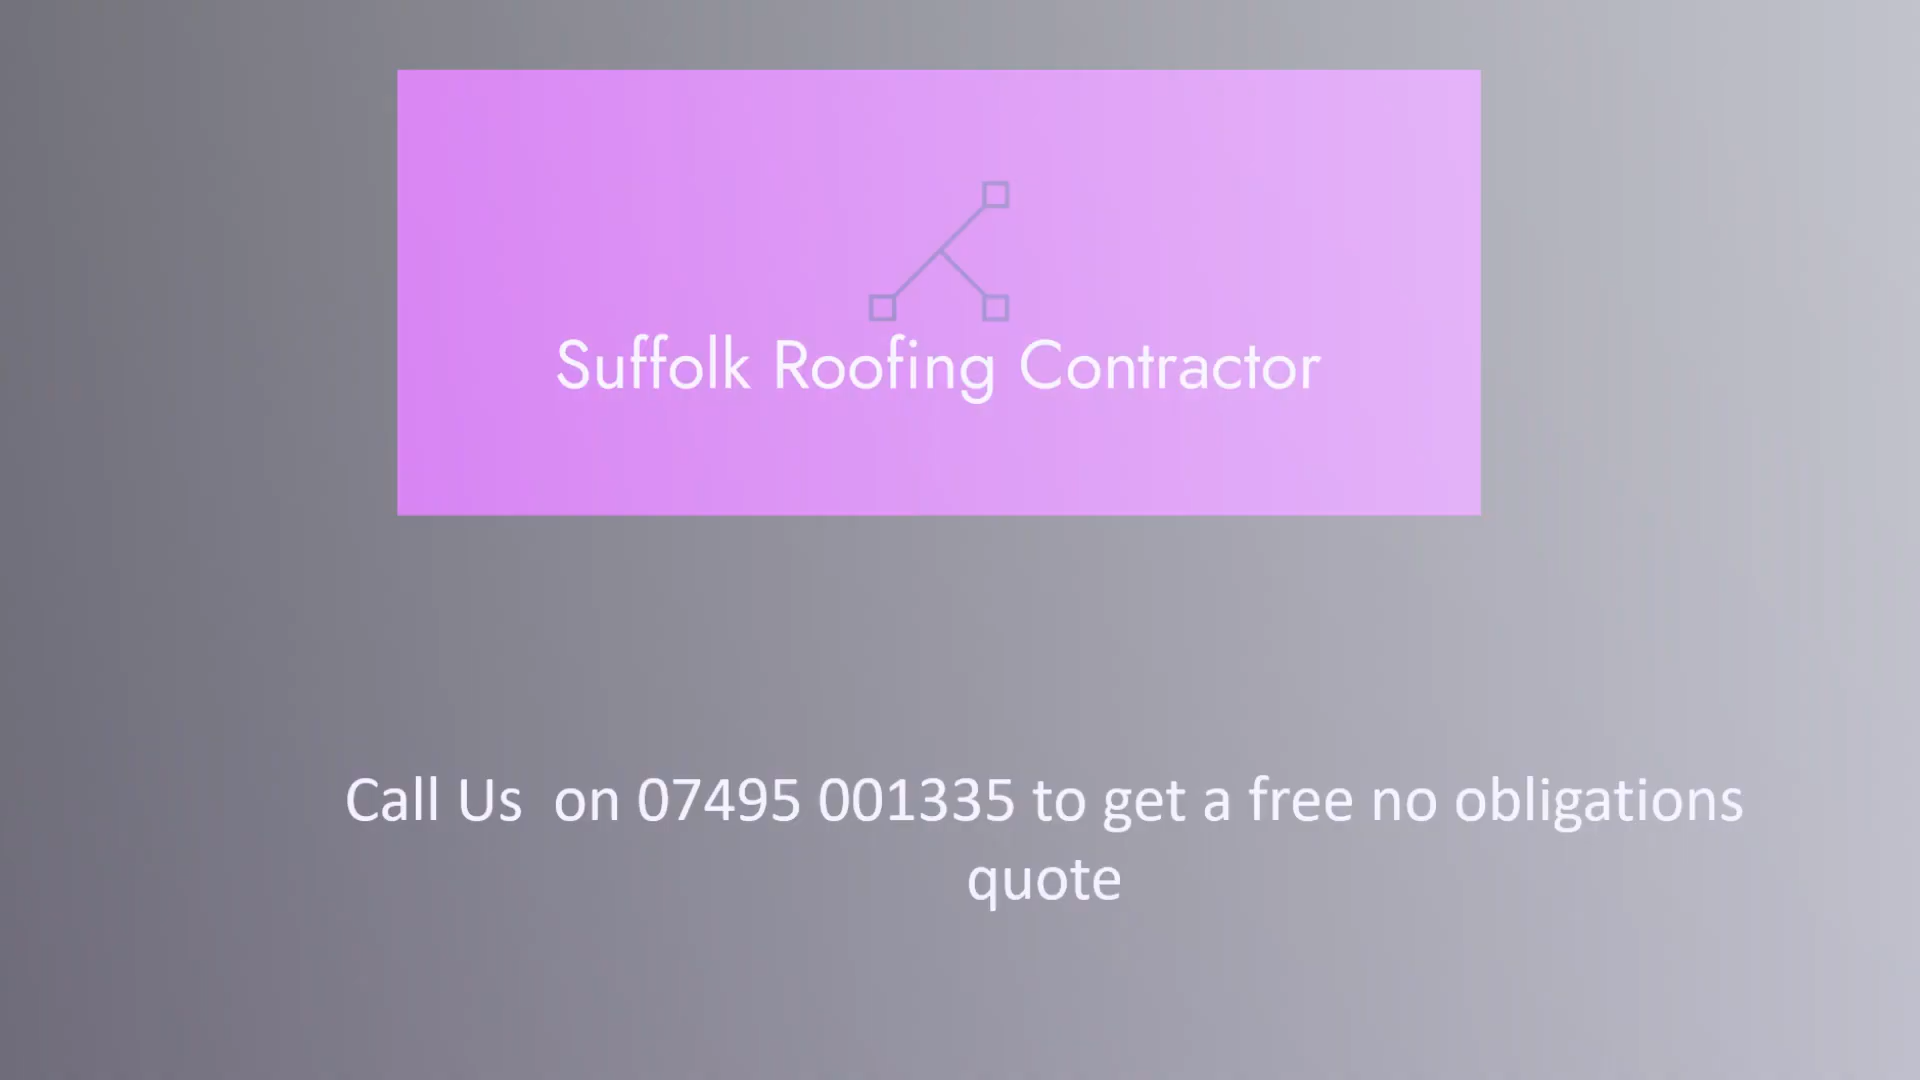 Suffolk Roofing Contractor
Call Us  on 07495 001335 to get a free no obligations
quote